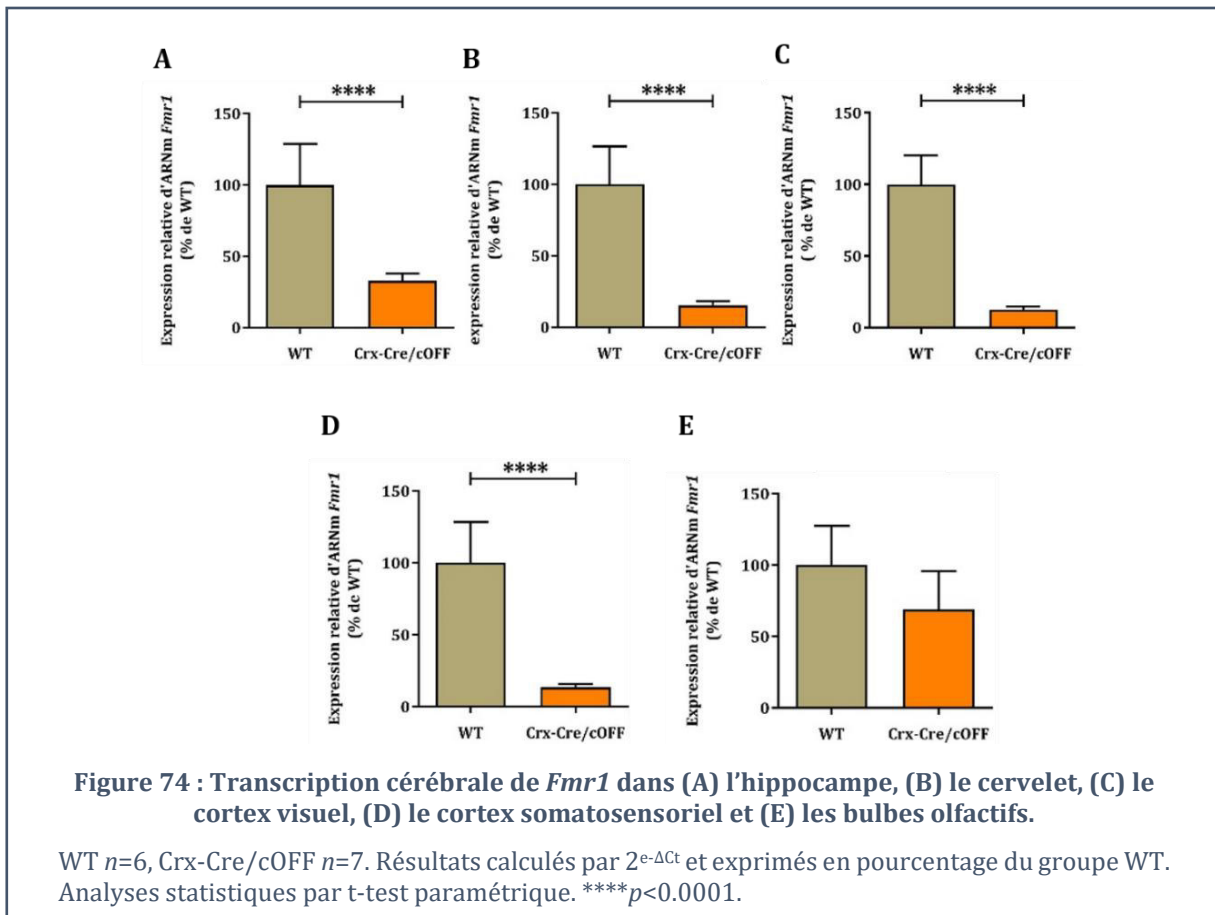 A
Expression relative d'ARNm Fmr1
(% de WT)
150
100
50
0
****
WT
Crx-Cre/cOFF
B
expression relative d'ARNm Fmr1
(% de WT)
150
100
50
0
****
WT
Crx-Cre/cOFF
C
Expression relative d'ARNm Fmr1
( % de WT)
150
100
50
0
****
WT
Crx-Cre/cOFF
D
Expression relative d'ARNm Fmr1
(% de WT)
150
100
50
0
****
WT
Crx-Cre/cOFF
E
Expression relative d'ARNm Fmr1
(% de WT)
150
100
50
0
WT
Crx-Cre/cOFF
Figure 74 : Transcription cérébrale de Fmr1 dans (A) l’hippocampe, (B) le cervelet, (C) le
cortex visuel, (D) le cortex somatosensoriel et (E) les bulbes olfactifs.
WT n=6, Crx-Cre/cOFF n=7. Résultats calculés par 2e-ΔCt et exprimés en pourcentage du groupe WT.
Analyses statistiques par t-test paramétrique. ****p<0.0001.